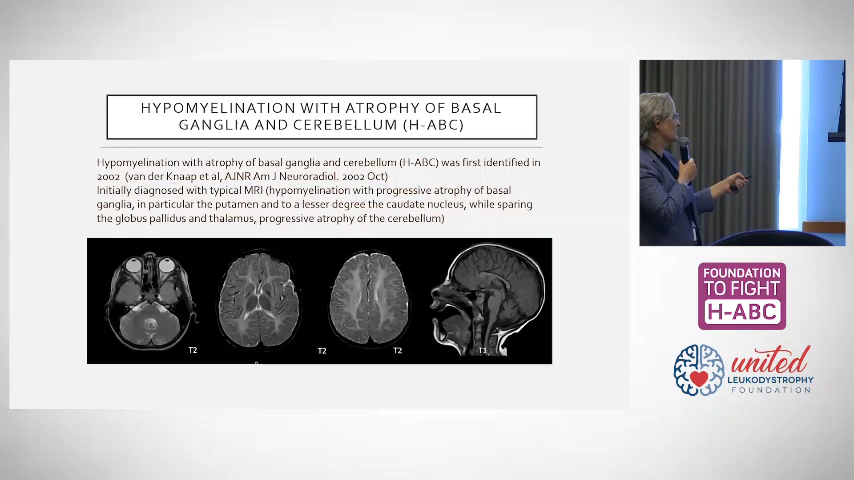 HYPOMYELINATION WITH ATROPHY OF BASAL
GANGLIA AND CEREBELLUM (H-ABC)
Hypomyelination with atrophy of basal ganglia and cerebellum (H-ABC) was first identified in
2002 (van der Knaap et al, AJNR Am J Neuroradiol. 2002 Oct)
Initially diagnosed with typical MRI (hypomyelination with progressive atrophy of basal
ganglia, in particular the putamen and to a lesser degree the caudate nucleus, while sparing
the globus pallidus and thalamus, progressive atrophy of the cerebellum)
T2
T2
T2
T1
FOUNDATION
TO FIGHT
H-ABC
united
LEUKODYSTROPHY
FOUNDATION